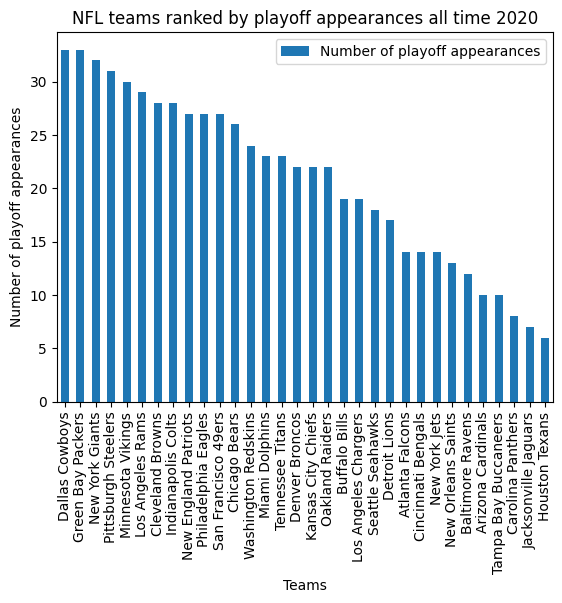 NFL teams ranked by playoff appearances all time 2020
Number of playoff appearances
Number of playoff appearances
30
25
20
15
10
5
0
Dallas Cowboys
Green Bay Packers
New York Giants
Pittsburgh Steelers
Minnesota Vikings
Los Angeles Rams
Cleveland Browns
Indianapolis Colts
New England Patriots
Philadelphia Eagles
San Francisco 49ers
Chicago Bears
Washington Redskins
Miami Dolphins
Tennessee Titans
Denver Broncos
Kansas City Chiefs
Oakland Raiders
Buffalo Bills
Los Angeles Chargers
Seattle Seahawks
Detroit Lions
Atlanta Falcons
Cincinnati Bengals
New York Jets
New Orleans Saints
Baltimore Ravens
Arizona Cardinals
Tampa Bay Buccaneers
Carolina Panthers
Jacksonville Jaguars
Houston Texans
Teams